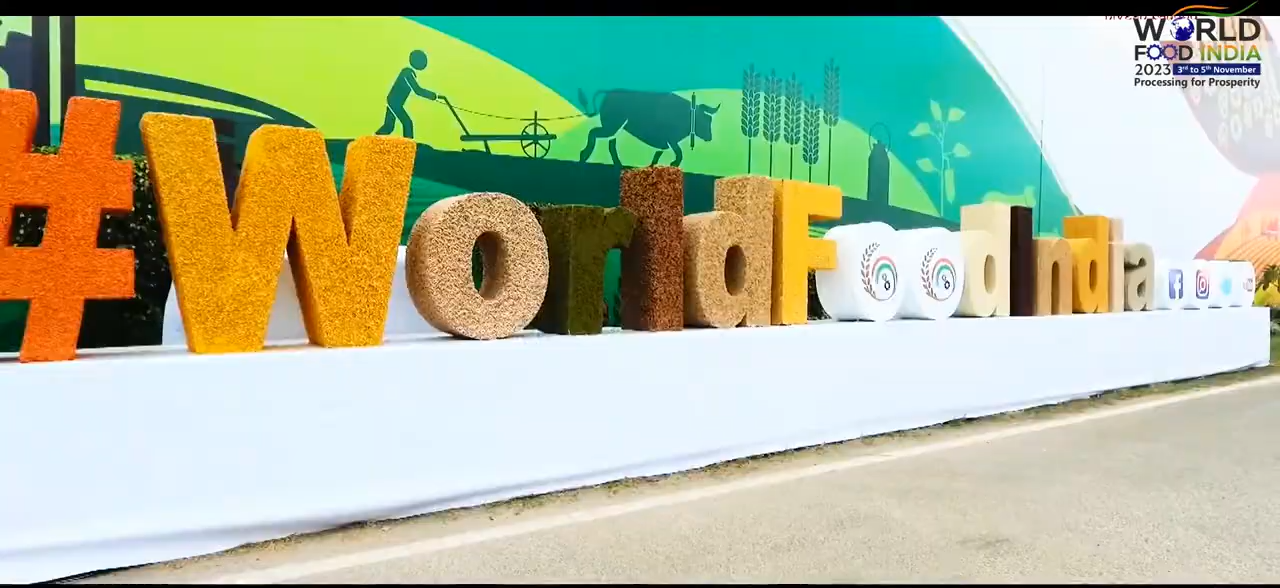 WORLD
FOOD INDIA
2023 3rd to 5th November
Processing for Prosperity
#WorldFoodIndia